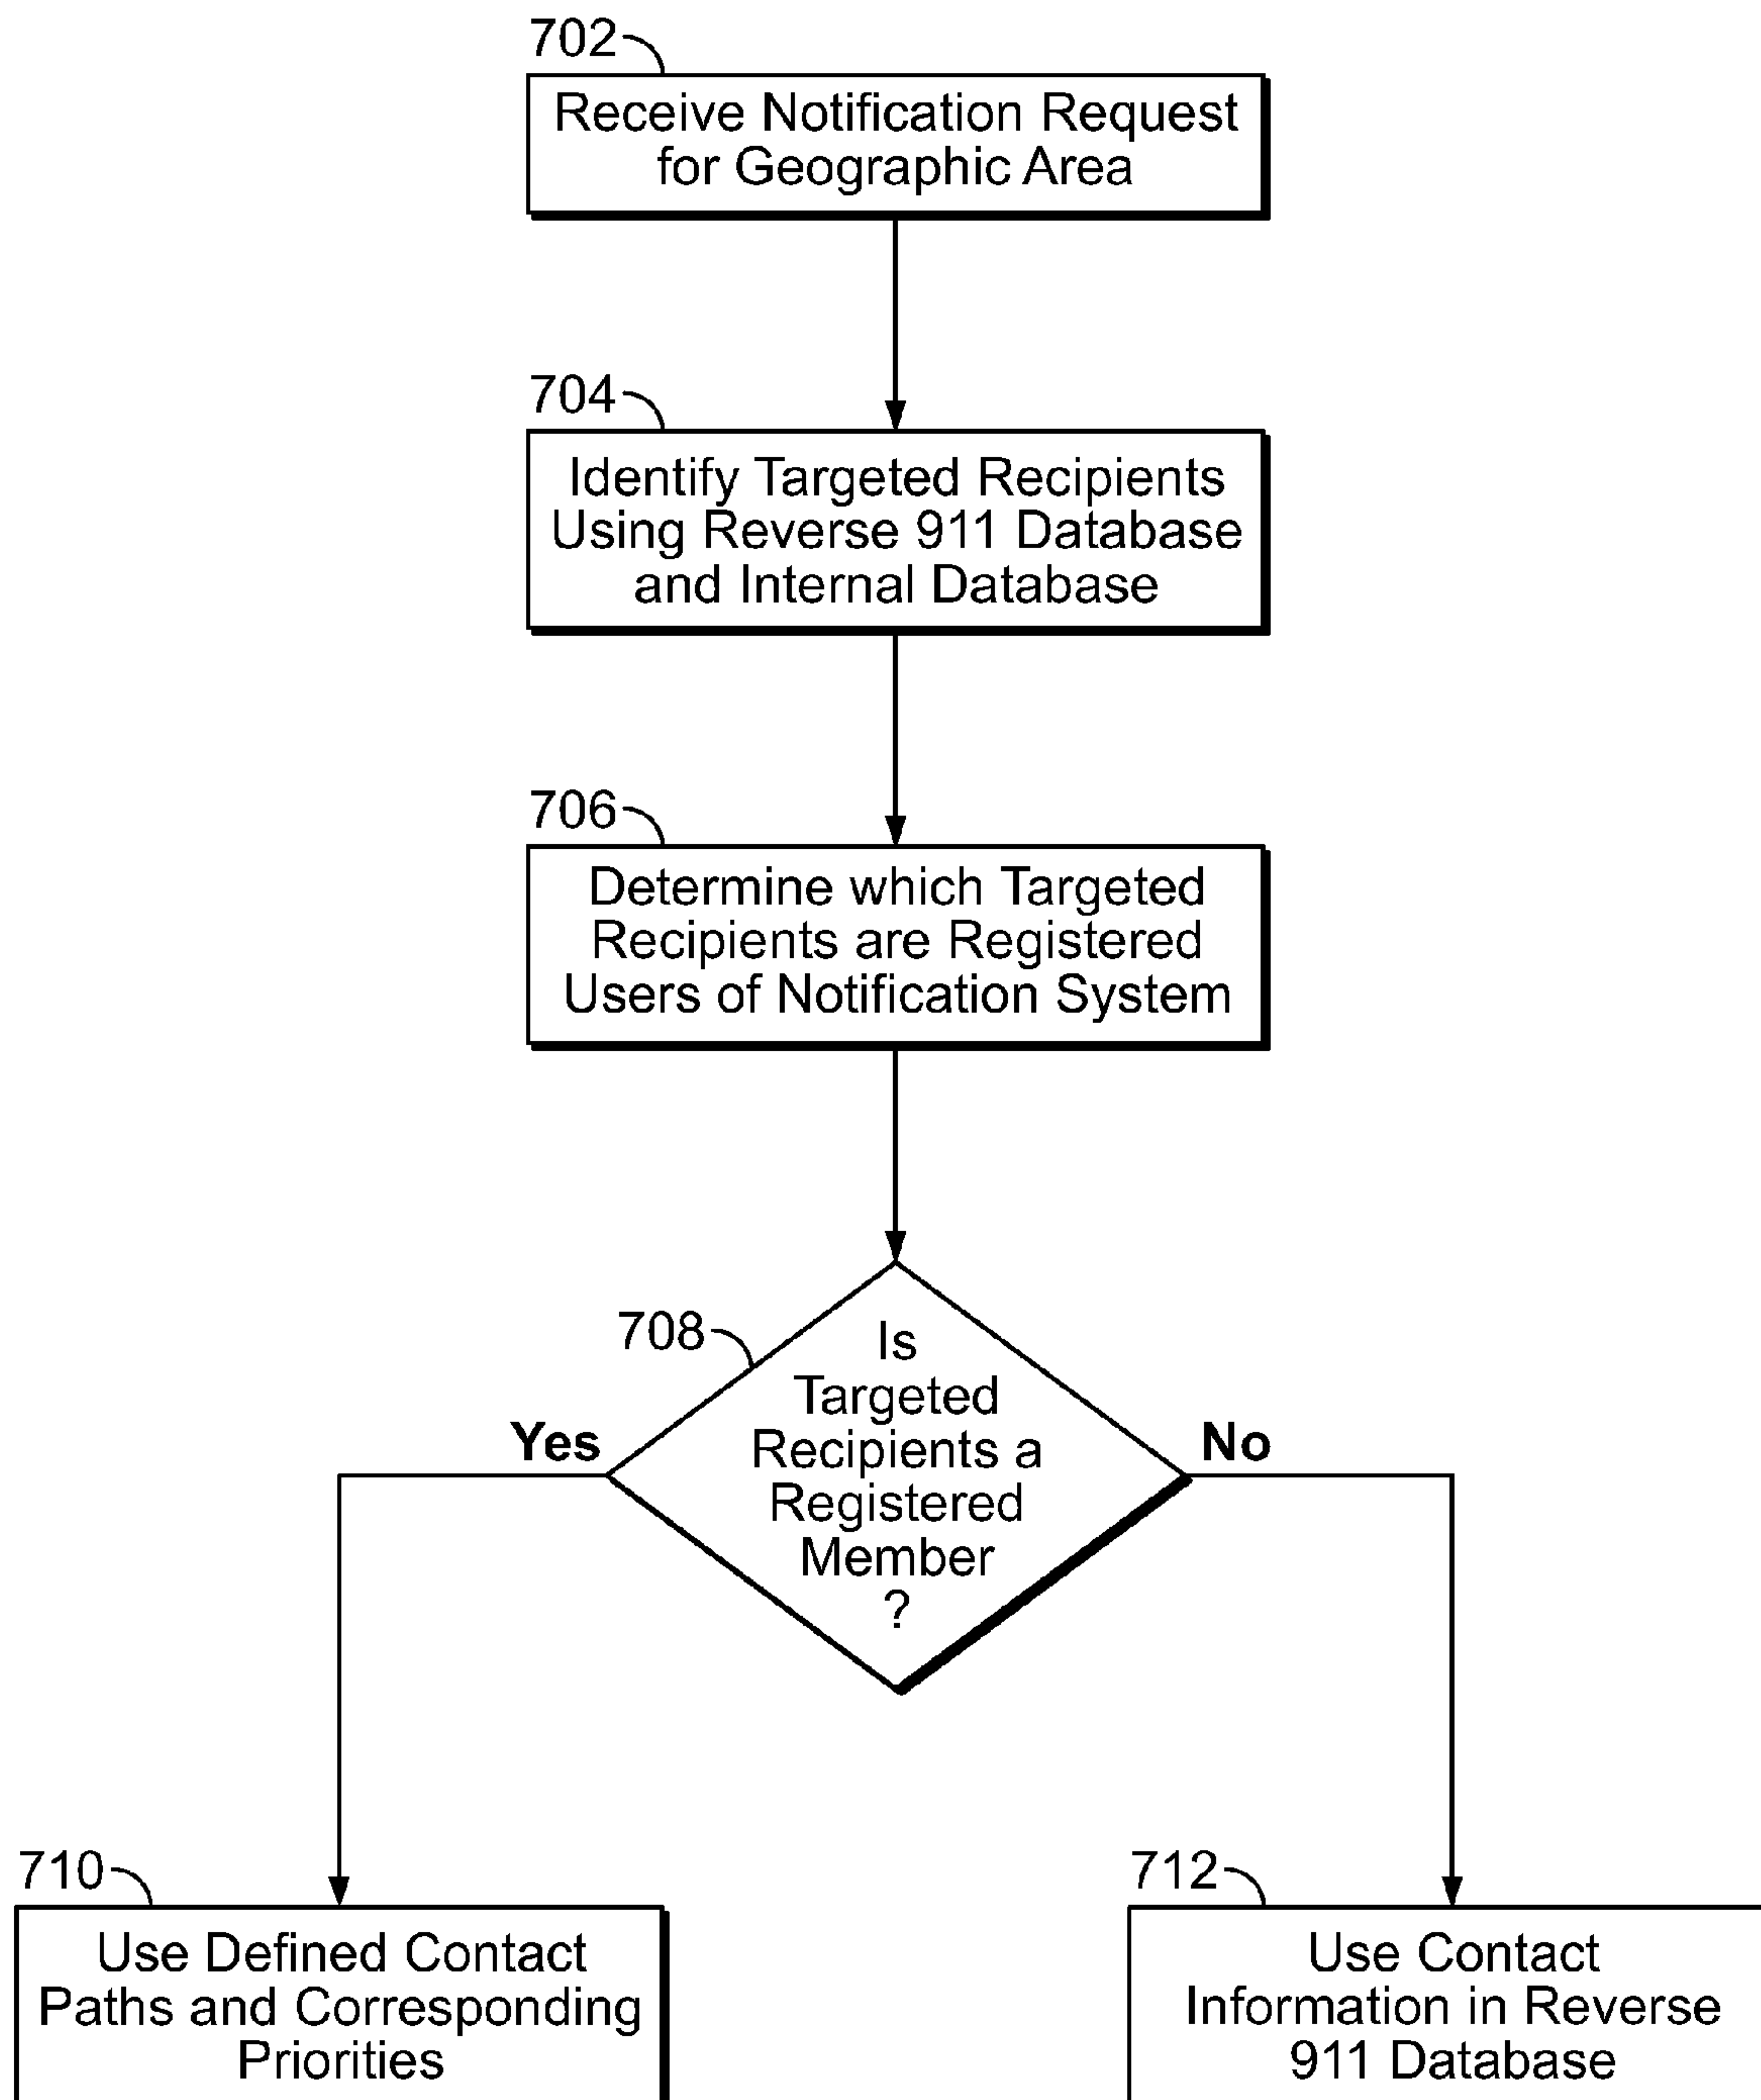 702
Receive Notification Request
for Geographic Area
704
Identify Targeted Recipients
Using Reverse 911 Database
and Internal Database
706
Determine which Targeted
Recipients are Registered
Users of Notification System
708
Is
Targeted
Recipients a
Registered
Member
?
Yes
No
710
Use Defined Contact
Paths and Corresponding
Priorities
712
Use Contact
Information in Reverse
911 Database